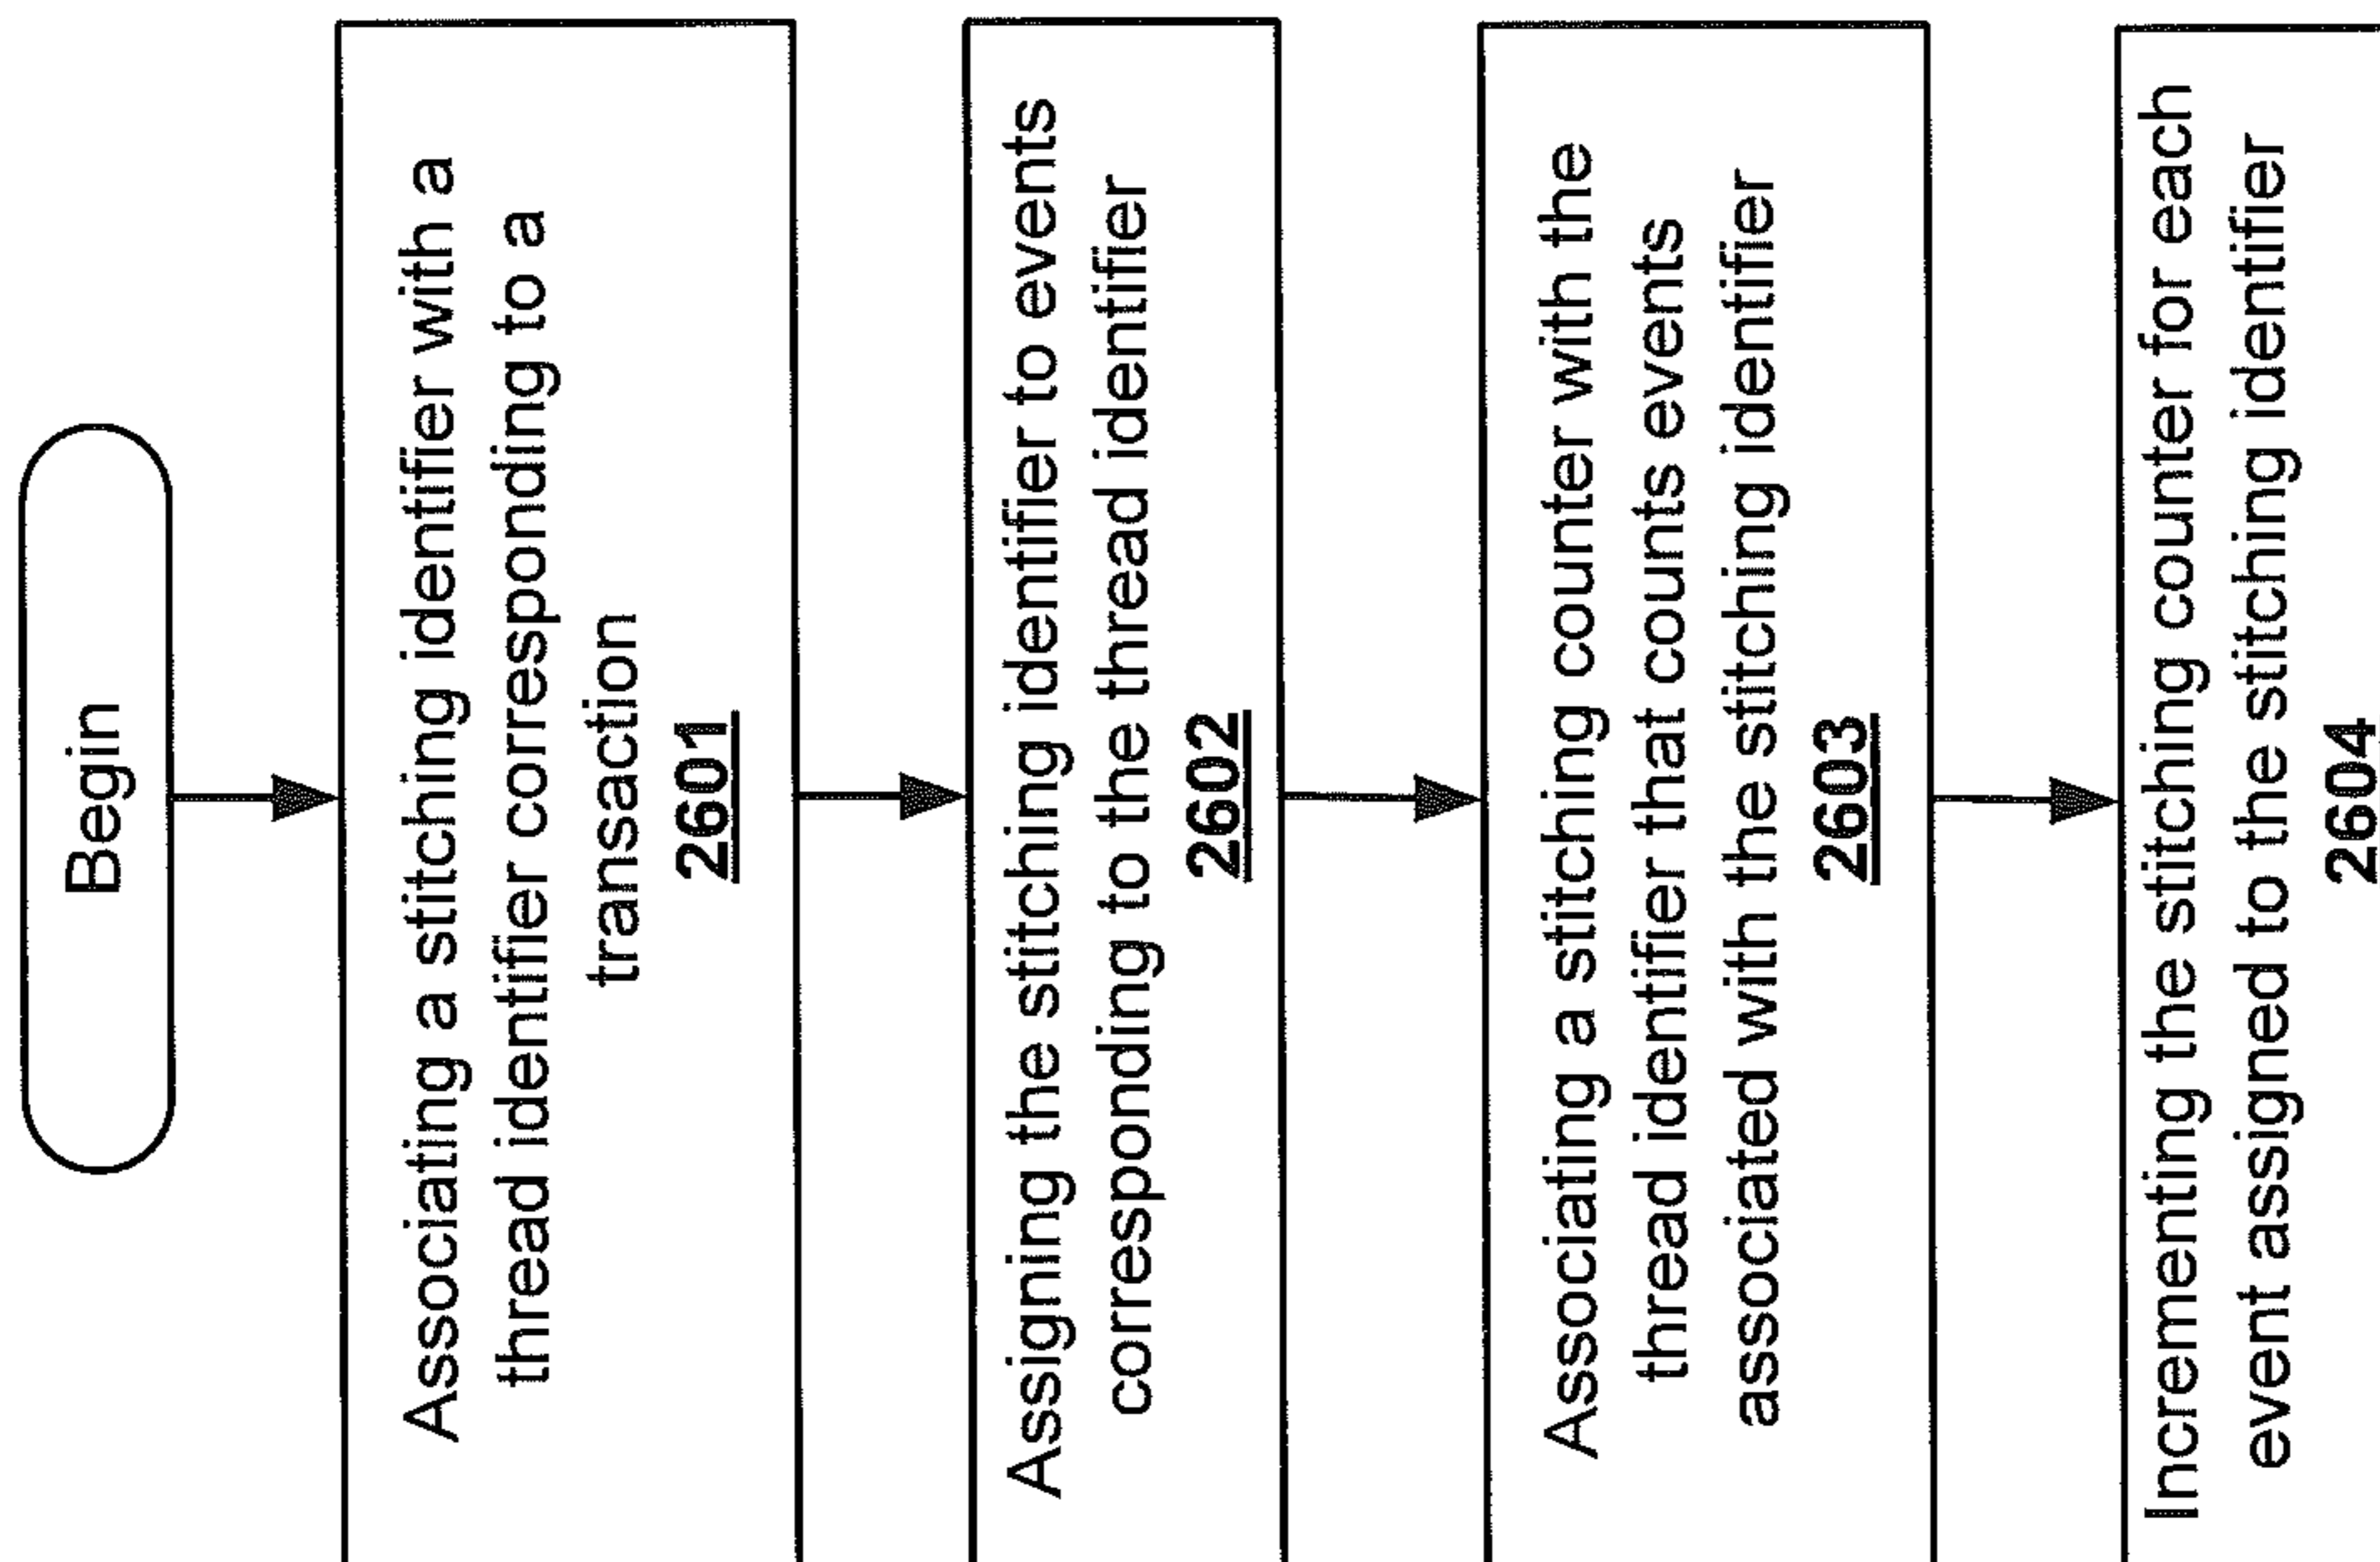 Begin
Associating a stitching identifier with a
thread identifier corresponding to a
transaction
2601
Assigning the stitching identifier to events
corresponding to the thread identifier
2602
Associating a stitching counter with the
thread identifier that counts events
associated with the stitching identifier
2603
Incrementing the stitching counter for each
event assigned to the stitching identifier
2604